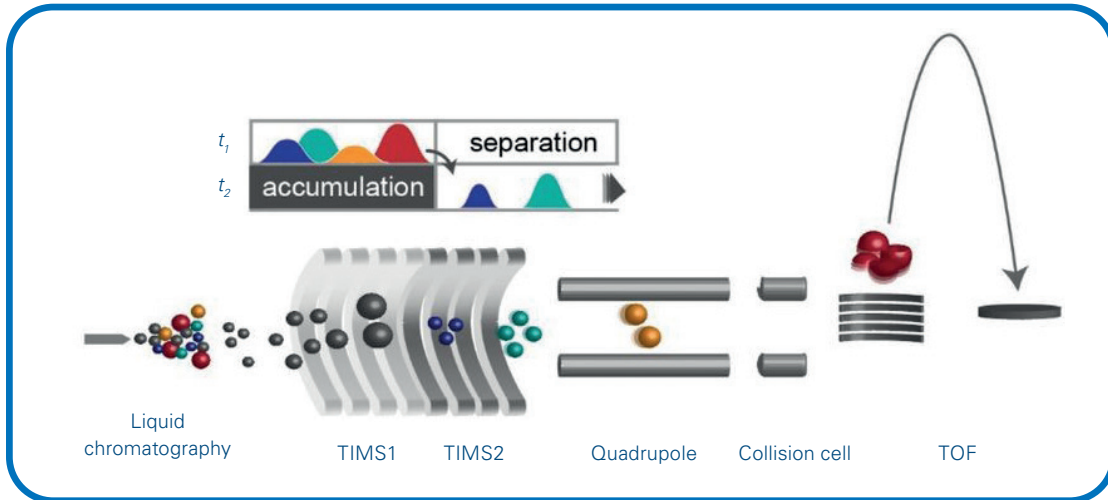 t1
separation
t2
accumulation
Liquid
chromatography
TIMS1
TIMS2
Quadrupole
Collision cell
TOF